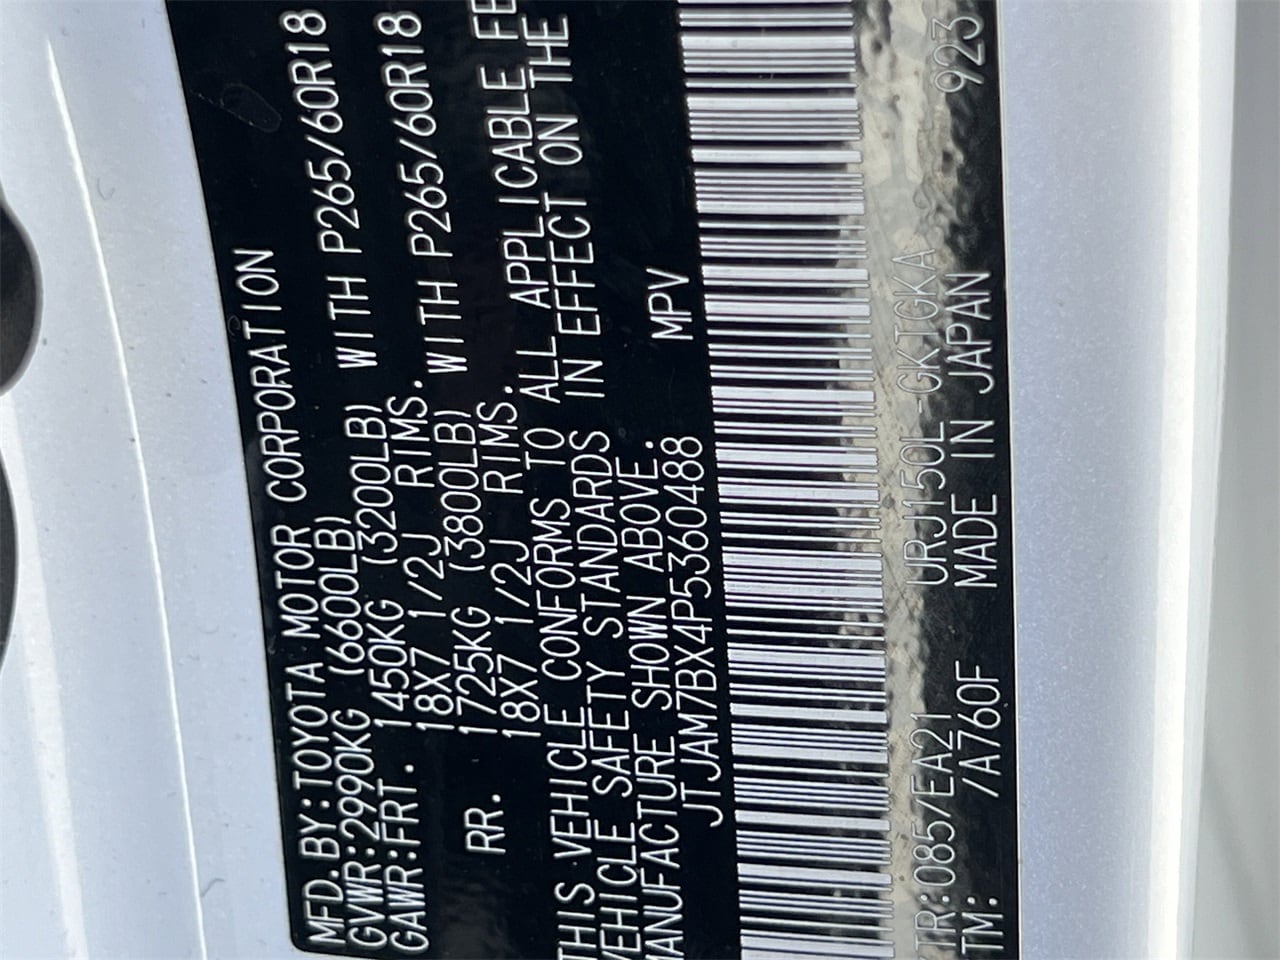 MFD.BY:TOYOTA MOTOR CORPORATION
GVWR:2990KG (6600LB)
GAWR:FRT. 1450KG (3200LB) WITH P265/60R18
18X7 1/2J RIMS.
RR. 1725KG (3800LB) WITH P265/60R18
18X7 1/2J RIMS.
THIS VEHICLE CONFORMS TO ALL APPLICABLE FE
VEHICLE SAFETY STANDARDS IN EFFECT ON THE
MANUFACTURE SHOWN ABOVE.
JTJAM7BX4P5360488 MPV
TR:085/EA21 URJ150L-GKTGKA 923
TM: /A760F MADE IN JAPAN